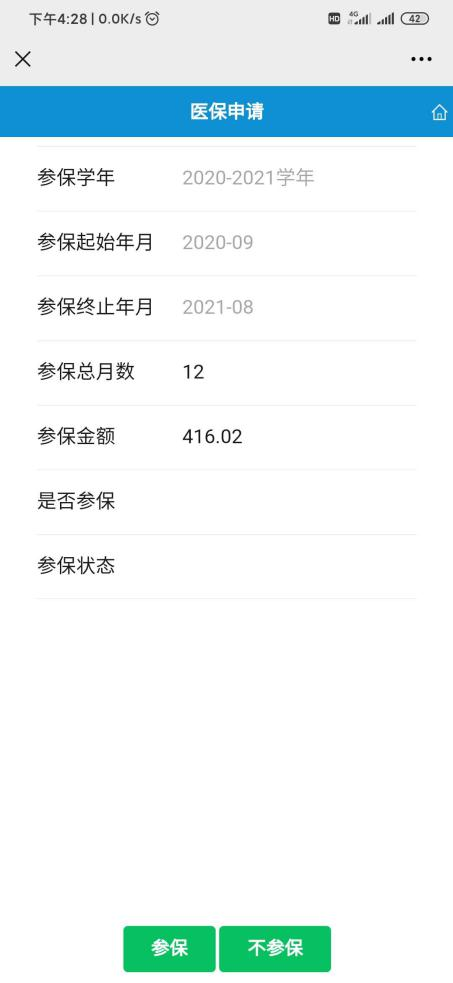 下午4:28 | 0.0K/s
HD 4G 42
医保申请
参保学年 2020-2021学年
参保起始年月 2020-09
参保终止年月 2021-08
参保总月数 12
参保金额 416.02
是否参保
参保状态
参保 不参保